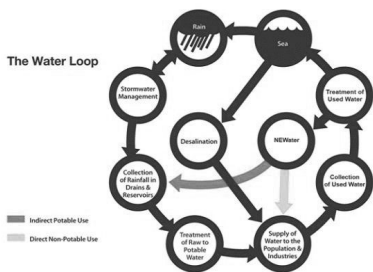 The Water Loop
Rain
Sea
Stormwater
Management
Treatment of
Used Water
Desalination
NEWater
Collection
of Rainfall in
Drains &
Reservoirs
Collection
of Used Water
Treatment
of Raw to
Potable
Water
Supply of
Water to the
Population &
Industries
Indirect Potable Use
Direct Non-Potable Use